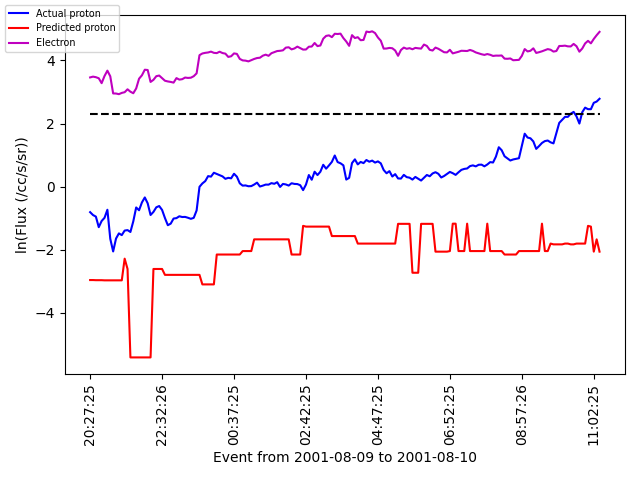 Actual proton
Predicted proton
Electron
ln(Flux (/cc/s/sr))
4
2
0
−2
−4
20:27:25
22:32:26
00:37:25
02:42:25
04:47:25
06:52:25
08:57:26
11:02:25
Event from 2001-08-09 to 2001-08-10